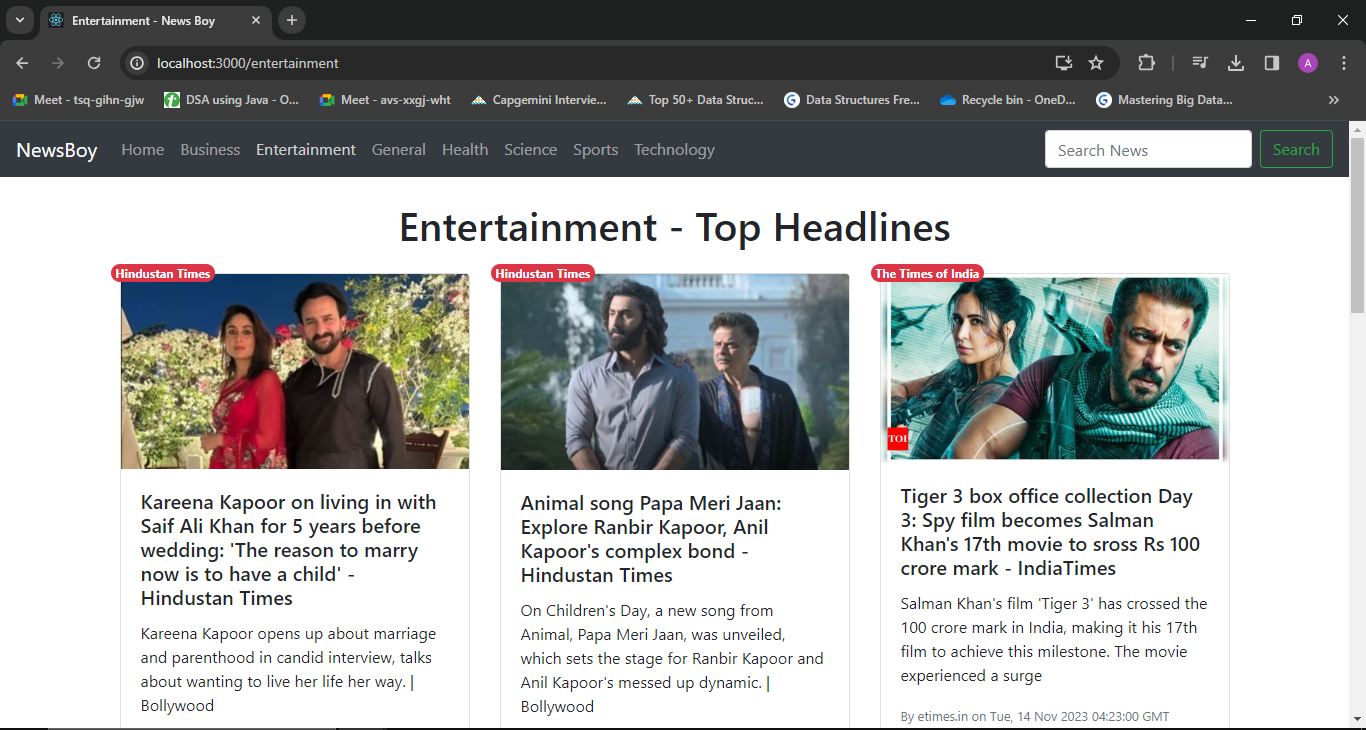 Entertainment - News Boy
localhost:3000/entertainment
A
Meet - tsq-gihn-gjw
DSA using Java - O...
Meet - avs-xxgj-wht
Capgemini Intervie...
Top 50+ Data Struc...
Data Structures Fre...
Recycle bin - OneD...
Mastering Big Data...
NewsBoy
Home
Business
Entertainment
General
Health
Science
Sports
Technology
Search News
Search
Entertainment - Top Headlines
Hindustan Times
Kareena Kapoor on living in with
Saif Ali Khan for 5 years before
wedding: 'The reason to marry
now is to have a child' -
Hindustan Times
Kareena Kapoor opens up about marriage
and parenthood in candid interview, talks
about wanting to live her life her way. |
Bollywood
Hindustan Times
Animal song Papa Meri Jaan:
Explore Ranbir Kapoor, Anil
Kapoor's complex bond -
Hindustan Times
On Children's Day, a new song from
Animal, Papa Meri Jaan, was unveiled,
which sets the stage for Ranbir Kapoor and
Anil Kapoor's messed up dynamic. |
Bollywood
The Times of India
TOI
Tiger 3 box office collection Day
3: Spy film becomes Salman
Khan's 17th movie to sross Rs 100
crore mark - IndiaTimes
Salman Khan's film 'Tiger 3' has crossed the
100 crore mark in India, making it his 17th
film to achieve this milestone. The movie
experienced a surge
By etimes.in on Tue, 14 Nov 2023 04:23:00 GMT